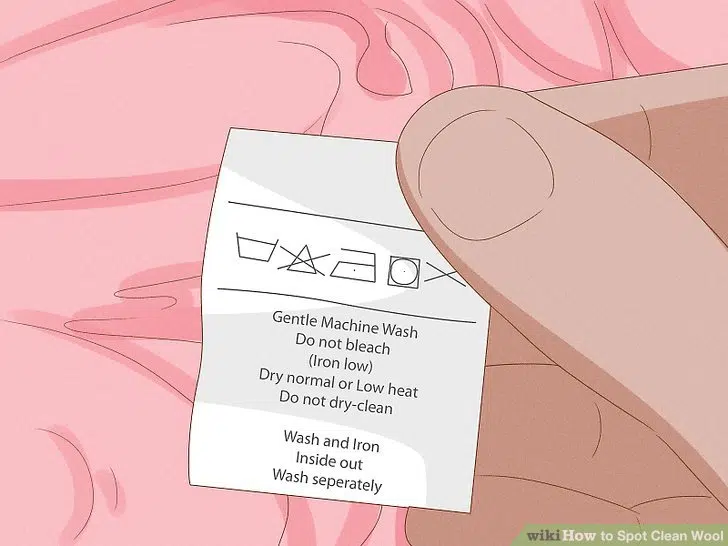 Gentle Machine Wash
Do not bleach
(Iron low)
Dry normal or Low heat
Do not dry-clean
Wash and Iron
Inside out
Wash seperately
wikiHow to Spot Clean Wool